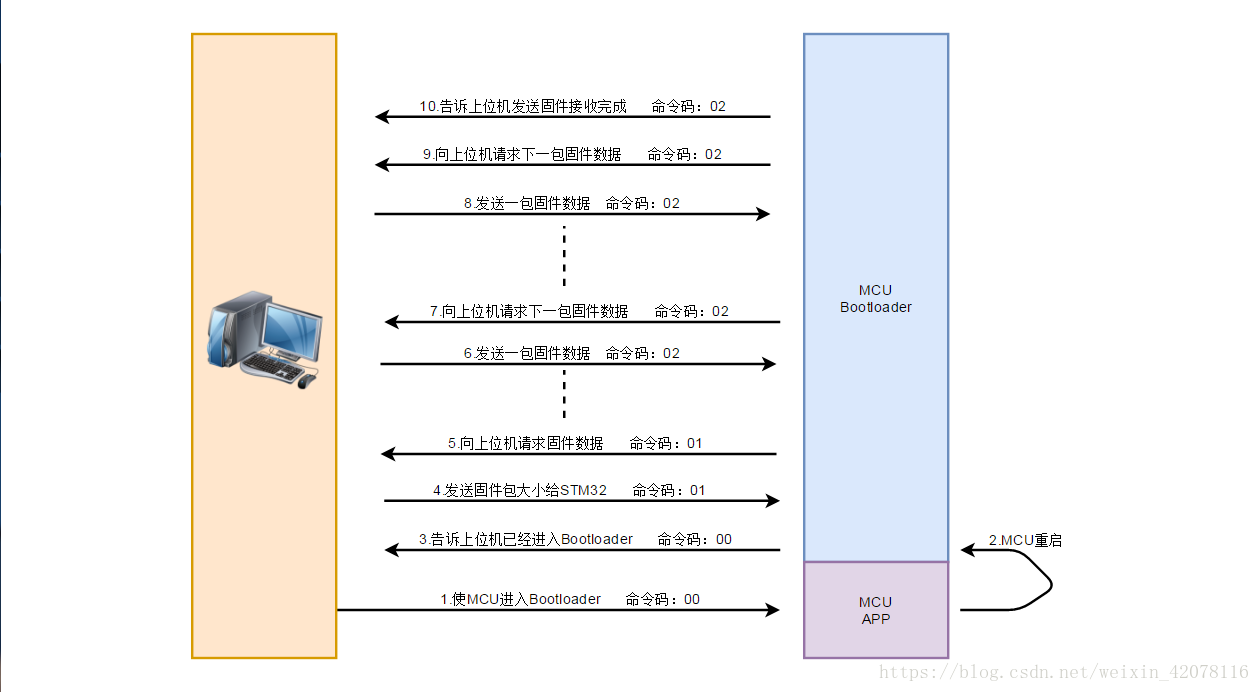 10.告诉上位机发送固件接收完成 命令码：02
9.向上位机请求下一包固件数据 命令码：02
8.发送一包固件数据 命令码：02
MCU
Bootloader
7.向上位机请求下一包固件数据 命令码：02
6.发送一包固件数据 命令码：02
5.向上位机请求固件数据 命令码：01
4.发送固件包大小给STM32 命令码：01
3.告诉上位机已经进入Bootloader 命令码：00
2.MCU重启
1.使MCU进入Bootloader 命令码：00
MCU
APP
https://blog.csdn.net/weixin_42078116